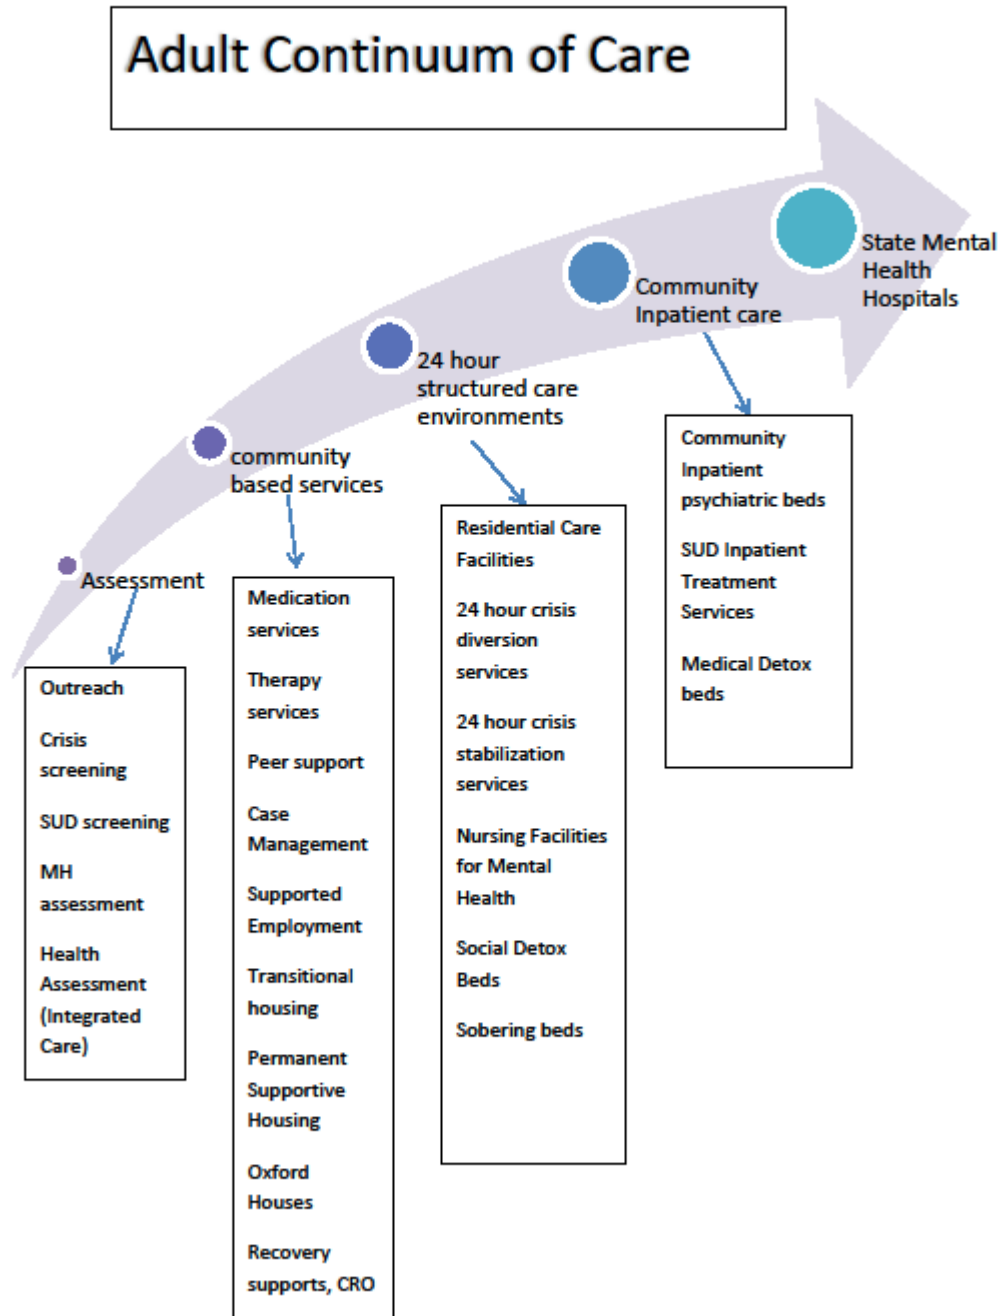 Adult Continuum of Care
State Mental
Health
Hospitals
Community
Inpatient care
24 hour
structured care
environments
community
based services
Assessment
Outreach
Crisis
screening
SUD screening
MH
assessment
Health
Assessment
(Integrated
Care)
Medication
services
Therapy
services
Peer support
Case
Management
Supported
Employment
Transitional
housing
Permanent
Supportive
Housing
Oxford
Houses
Recovery
supports, CRO
Residential Care
Facilities
24 hour crisis
diversion
services
24 hour crisis
stabilization
services
Nursing Facilities
for Mental
Health
Social Detox
Beds
Sobering beds
Community
Inpatient
psychiatric beds
SUD Inpatient
Treatment
Services
Medical Detox
beds